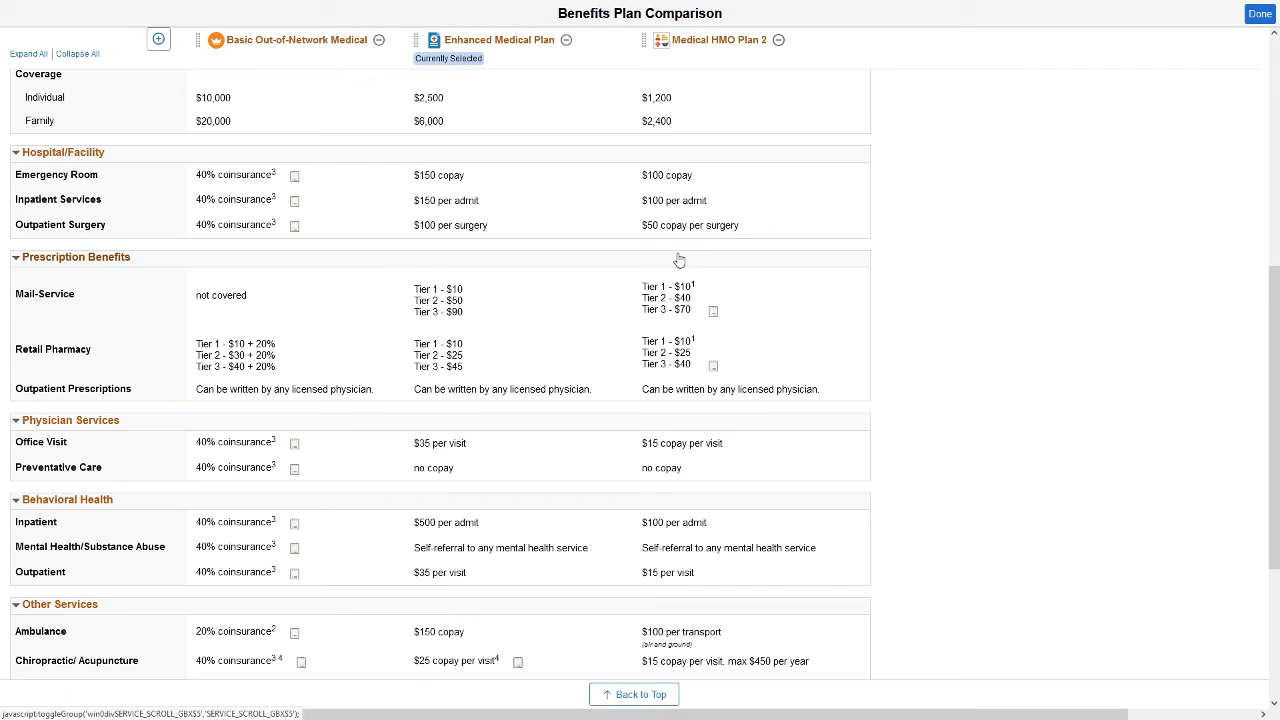 Benefits Plan Comparison
Done
Expand All | Collapse All
Basic Out-of-Network Medical
Enhanced Medical Plan
Currently Selected
Medical HMO Plan 2
Coverage
Individual $10,000 $2,500 $1,200
Family $20,000 $6,000 $2,400
Hospital/Facility
Emergency Room 40% coinsurance3 $150 copay $100 copay
Inpatient Services 40% coinsurance3 $150 per admit $100 per admit
Outpatient Surgery 40% coinsurance3 $100 per surgery $50 copay per surgery
Prescription Benefits
Mail-Service
not covered
Tier 1 - $10
Tier 2 - $50
Tier 3 - $90
Tier 1 - $101
Tier 2 - $40
Tier 3 - $70
Retail Pharmacy
Tier 1 - $10 + 20%
Tier 2 - $30 + 20%
Tier 3 - $40 + 20%
Tier 1 - $10
Tier 2 - $25
Tier 3 - $45
Tier 1 - $101
Tier 2 - $25
Tier 3 - $40
Outpatient Prescriptions Can be written by any licensed physician. Can be written by any licensed physician. Can be written by any licensed physician.
Physician Services
Office Visit 40% coinsurance3 $35 per visit $15 copay per visit
Preventative Care 40% coinsurance3 no copay no copay
Behavioral Health
Inpatient 40% coinsurance3 $500 per admit $100 per admit
Mental Health/Substance Abuse 40% coinsurance3 Self-referral to any mental health service Self-referral to any mental health service
Outpatient 40% coinsurance3 $35 per visit $15 per visit
Other Services
Ambulance 20% coinsurance2 $150 copay $100 per transport
(air and ground)
Chiropractic/ Acupuncture 40% coinsurance3 4 $25 copay per visit4 $15 copay per visit. max $450 per year
Back to Top
javascript:toggleGroup('win0divSERVICE_SCROLL_GBX$5','SERVICE_SCROLL_GBX$5');